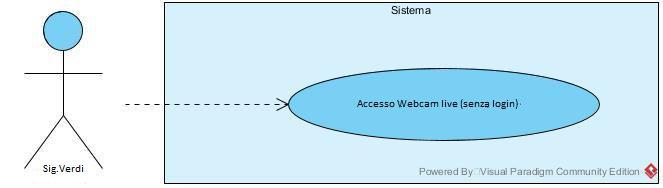 Sistema
Accesso Webcam live (senza login)
Sig.Verdi
Powered By Visual Paradigm Community Edition